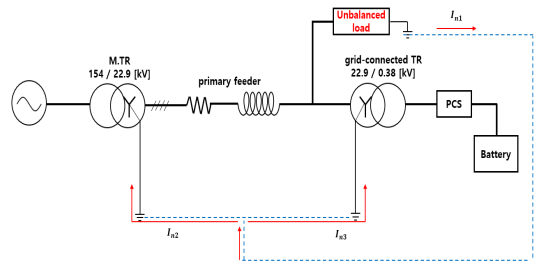 Unbalanced
load
In1
M.TR
154 / 22.9 [kV]
primary feeder
grid-connected TR
22.9 / 0.38 [kV]
Y
Y
PCS
Battery
In2
In3